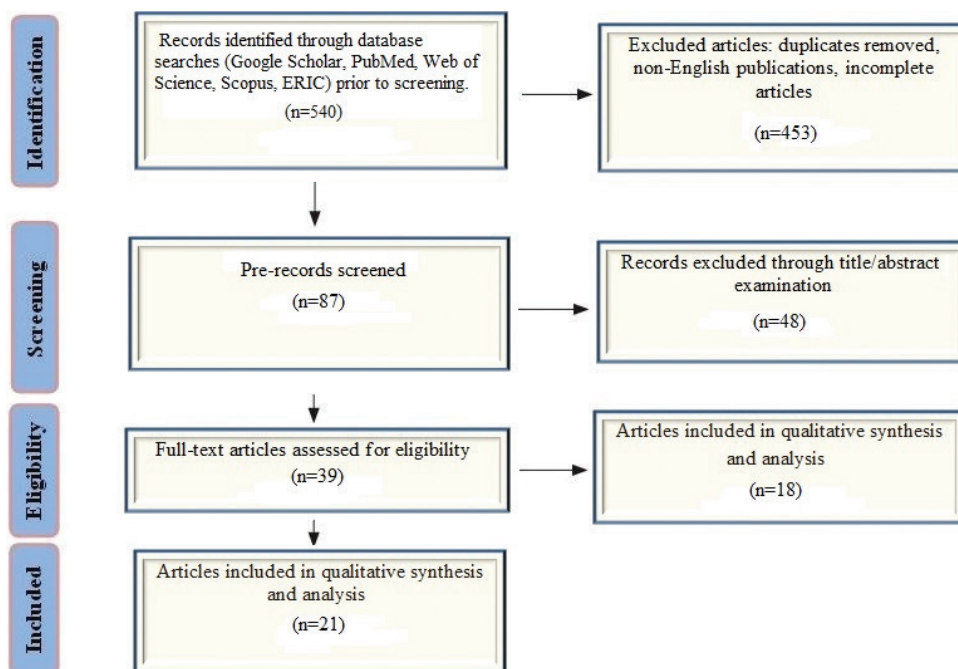 Identification
Records identified through database
searches (Google Scholar, PubMed, Web of
Science, Scopus, ERIC) prior to screening.
(n=540)
Excluded articles: duplicates removed,
non-English publications, incomplete
articles
(n=453)
Screening
Pre-records screened
(n=87)
Records excluded through title/abstract
examination
(n=48)
Eligibility
Full-text articles assessed for eligibility
(n=39)
Articles included in qualitative synthesis
and analysis
(n=18)
Included
Articles included in qualitative synthesis
and analysis
(n=21)